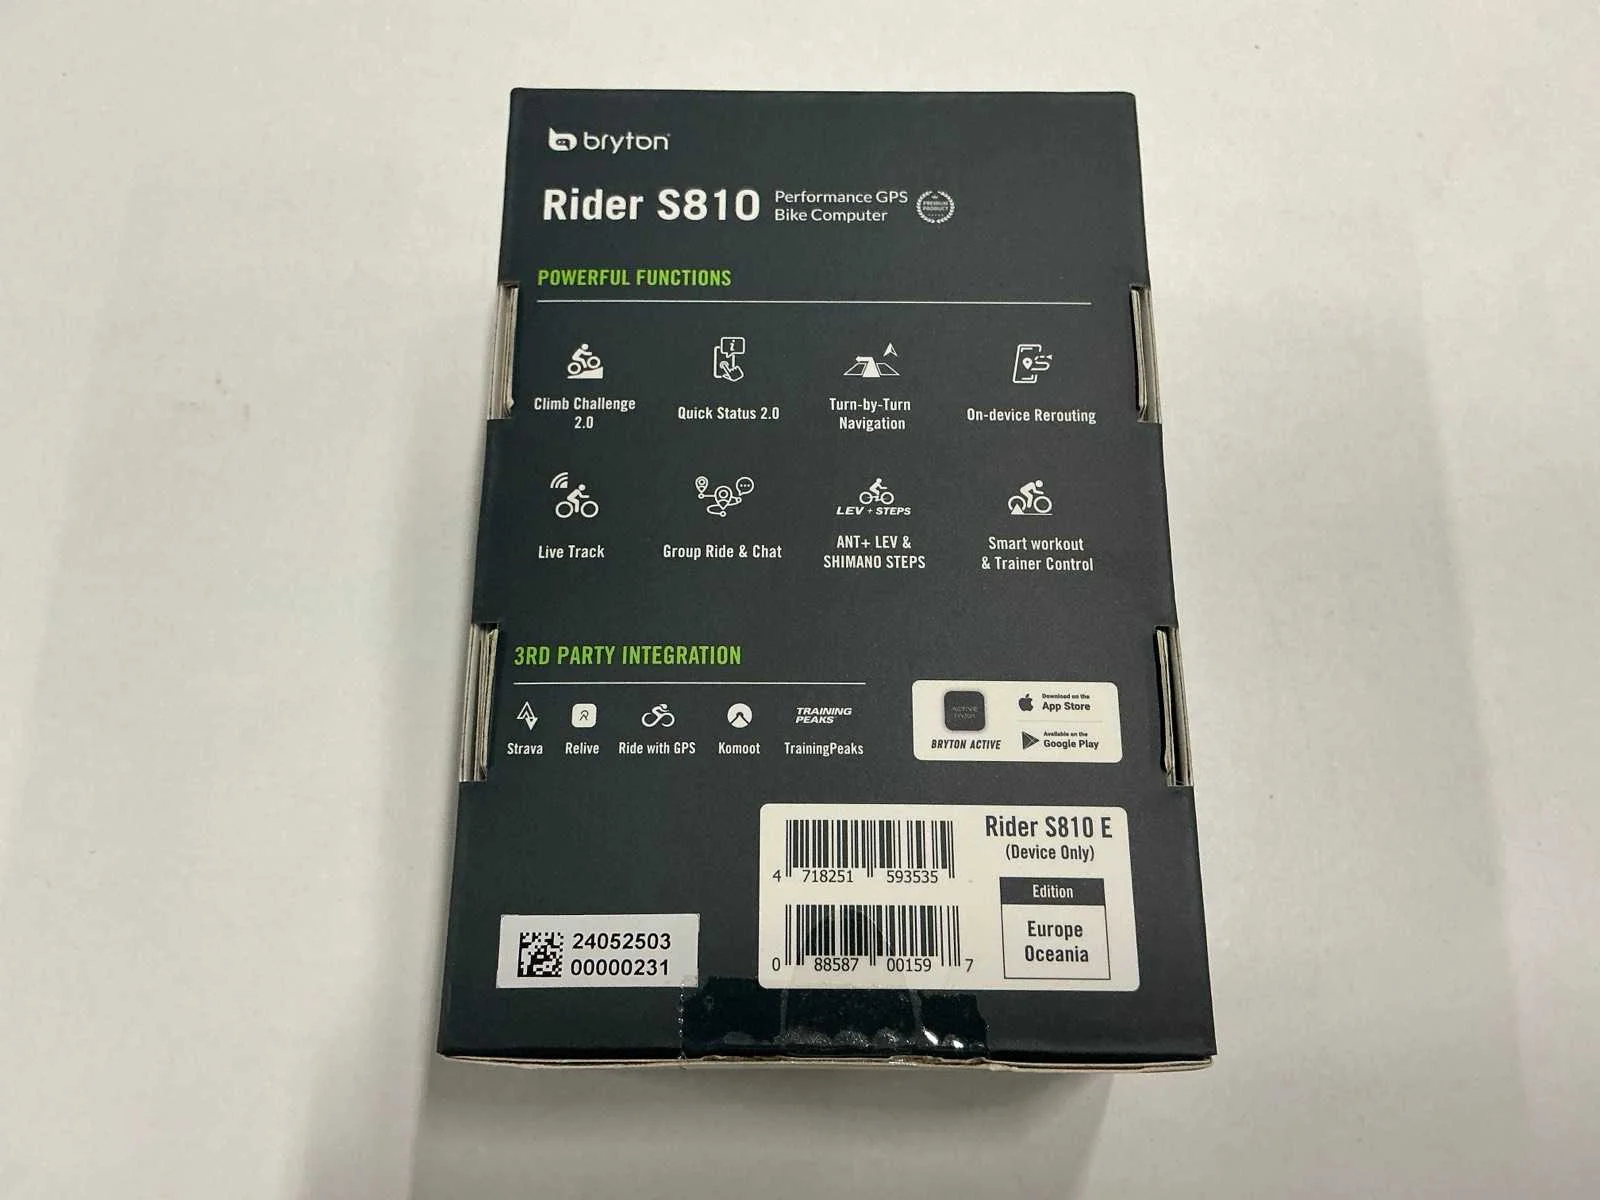 bryton
Rider S810
Performance GPS
Bike Computer
PREMIUM
PRODUCT
POWERFUL FUNCTIONS
Climb Challenge
2.0
Quick Status 2.0
Turn-by-Turn
Navigation
On-device Rerouting
Live Track
Group Ride & Chat
LEV + STEPS
ANT+ LEV &
SHIMANO STEPS
Smart workout
& Trainer Control
3RD PARTY INTEGRATION
Strava
Relive
Ride with GPS
Komoot
TRAINING
PEAKS
TrainingPeaks
BRYTON ACTIVE
Download on the
App Store
Available on the
Google Play
4 718251 593535
0 88587 00159 7
Rider S810 E
(Device Only)
Edition
Europe
Oceania
24052503
00000231